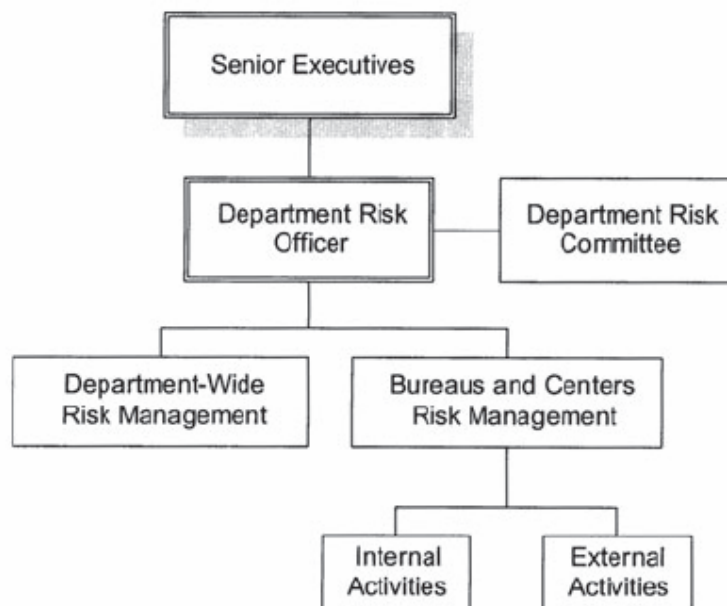 Senior Executives
Department Risk
Officer
Department Risk
Committee
Department-Wide
Risk Management
Bureaus and Centers
Risk Management
Internal
Activities
External
Activities